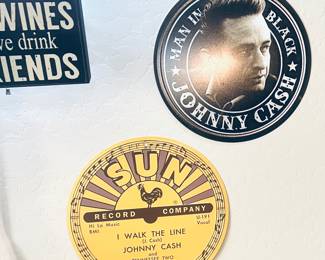 WINES
we drink
RIENDS
MAN IN BLACK
JOHNNY CASH
SUN
RECORD COMPANY
Hi Lo Music
BMI
U-191
Vocal
I WALK THE LINE
(J. Cash)
JOHNNY CASH
and
TENNESSEE TWO